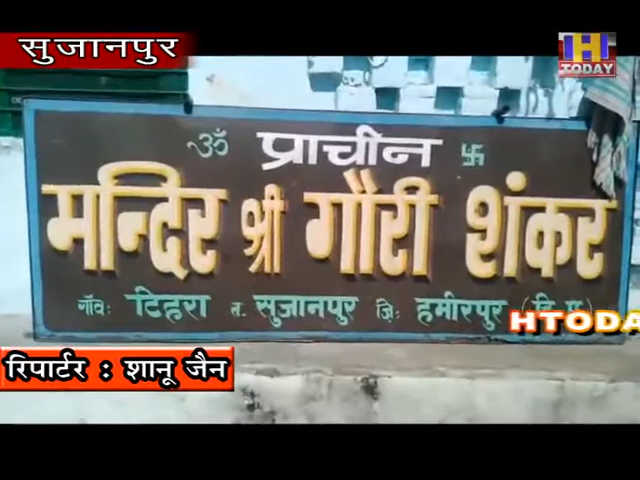 सुजानपुर
H
TODAY
ॐ प्राचीन 卐
मन्दिर श्री गौरी शंकर
गाँव: टिहरा त. सुजानपुर जि: हमीरपुर
HTODA
रिपार्टर : शानू जैन